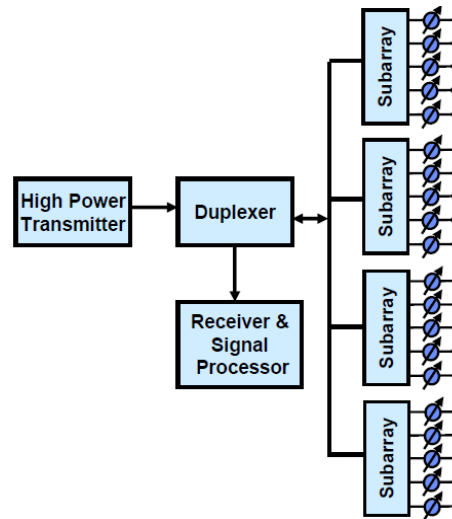 High Power
Transmitter
Duplexer
Receiver &
Signal
Processor
Subarray
Subarray
Subarray
Subarray